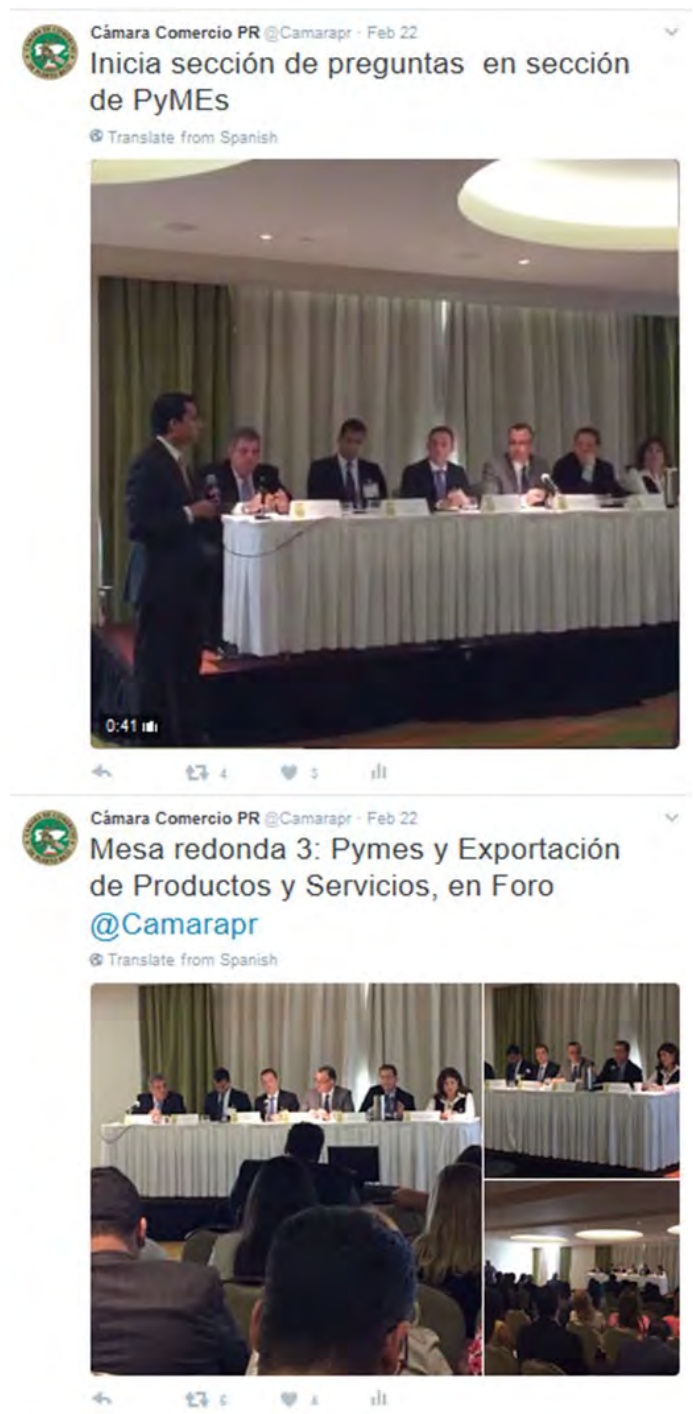 Cámara Comercio PR @Camarapr · Feb 22
Inicia sección de preguntas en sección
de PyMEs
Translate from Spanish
0:41
4
Cámara Comercio PR @Camarapr · Feb 22
Mesa redonda 3: Pymes y Exportación
de Productos y Servicios, en Foro
@Camarapr
Translate from Spanish